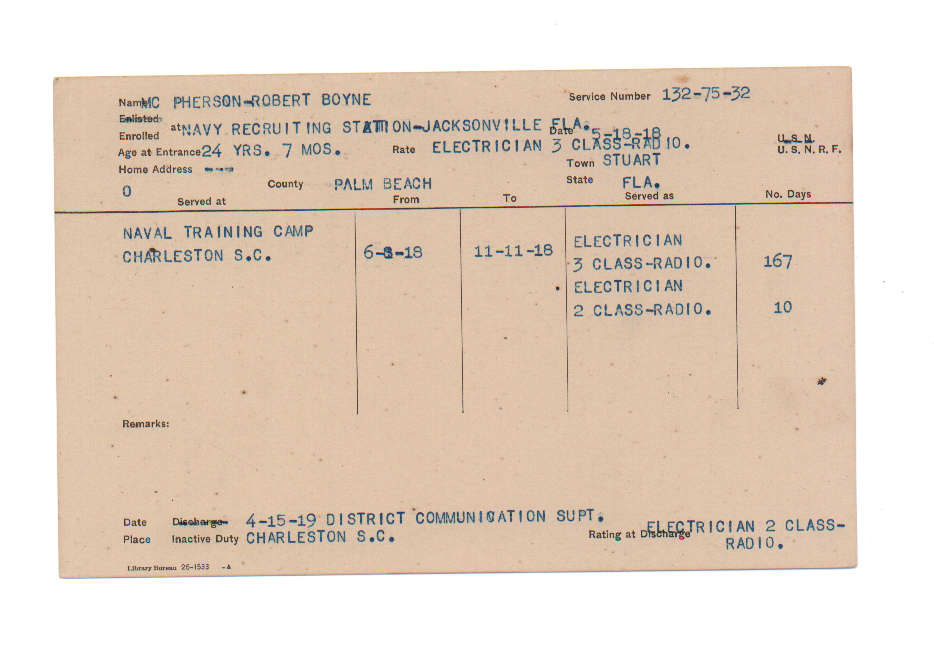 Name MC PHERSON-ROBERT BOYNE Service Number 132-75-32
Enlisted
Enrolled at NAVY RECRUITING STATION-JACKSONVILLE FLA. Date 5-18-18
Age at Entrance 24 YRS. 7 MOS. Rate ELECTRICIAN 3 CLASS-RADIO. U.S.N.
U. S. N. R. F.
Home Address --- Town STUART
0 County PALM BEACH State FLA.
Served at From To Served as No. Days
NAVAL TRAINING CAMP ELECTRICIAN
CHARLESTON S.C. 6-8-18 11-11-18 3 CLASS-RADIO. 167
ELECTRICIAN
2 CLASS-RADIO. 10
Remarks:
Date Discharge 4-15-19 DISTRICT COMMUNICATION SUPT.
Place Inactive Duty CHARLESTON S.C. Rating at Discharge ELECTRICIAN 2 CLASS-
RADIO.
Library Bureau 26-1533 -A